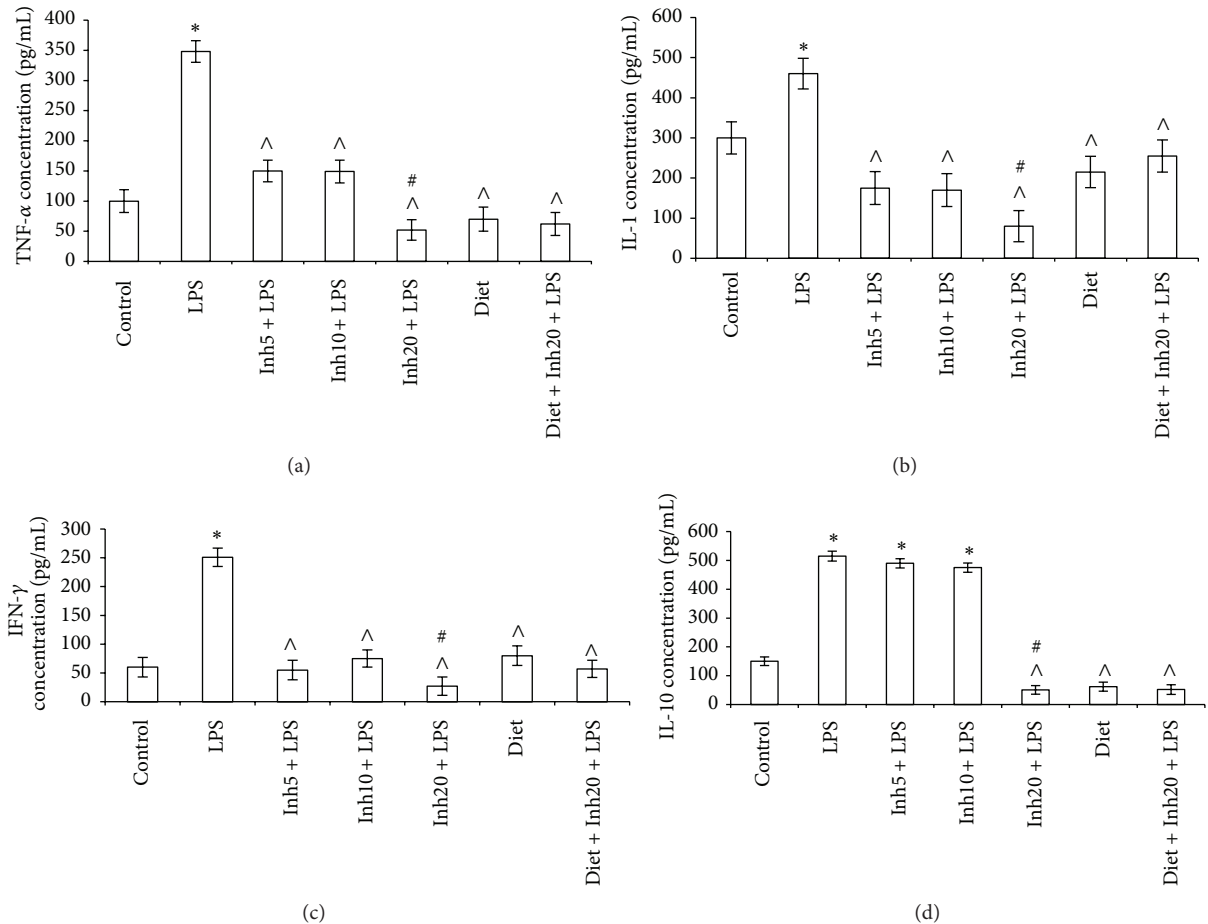 TNF-α concentration (pg/mL)
400
350
300
250
200
150
100
50
0
*
^
^
#
^
^
^
Control
LPS
Inh5 + LPS
Inh10 + LPS
Inh20 + LPS
Diet
Diet + Inh20 + LPS
(a)
IL-1 concentration (pg/mL)
600
500
400
300
200
100
0
*
^
^
#
^
^
^
Control
LPS
Inh5 + LPS
Inh10 + LPS
Inh20 + LPS
Diet
Diet + Inh20 + LPS
(b)
IFN-γ
concentration (pg/mL)
300
250
200
150
100
50
0
*
^
^
#
^
^
^
Control
LPS
Inh5 + LPS
Inh10 + LPS
Inh20 + LPS
Diet
Diet + Inh20 + LPS
(c)
IL-10 concentration (pg/mL)
600
500
400
300
200
100
0
*
*
*
#
^
^
^
Control
LPS
Inh5 + LPS
Inh10 + LPS
Inh20 + LPS
Diet
Diet + Inh20 + LPS
(d)